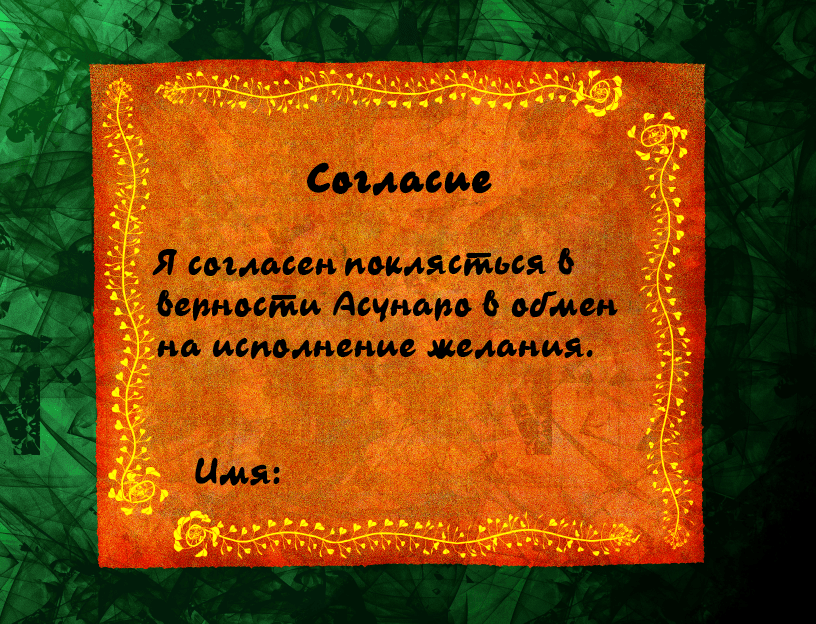 Согласие
Я согласен поклясться в
верности Асунаро в обмен
на исполнение желания.
Имя: